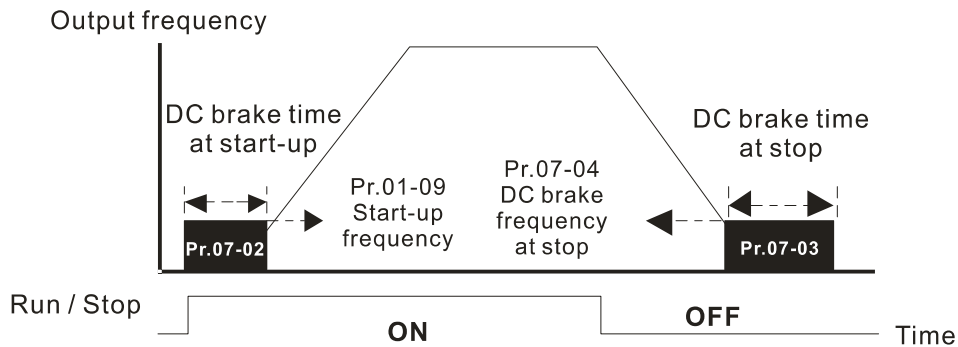 Output frequency
DC brake time
at start-up
DC brake time
at stop
Pr.01-09
Start-up
frequency
Pr.07-04
DC brake
frequency
at stop
Pr.07-02
Pr.07-03
Run / Stop
ON
OFF
Time